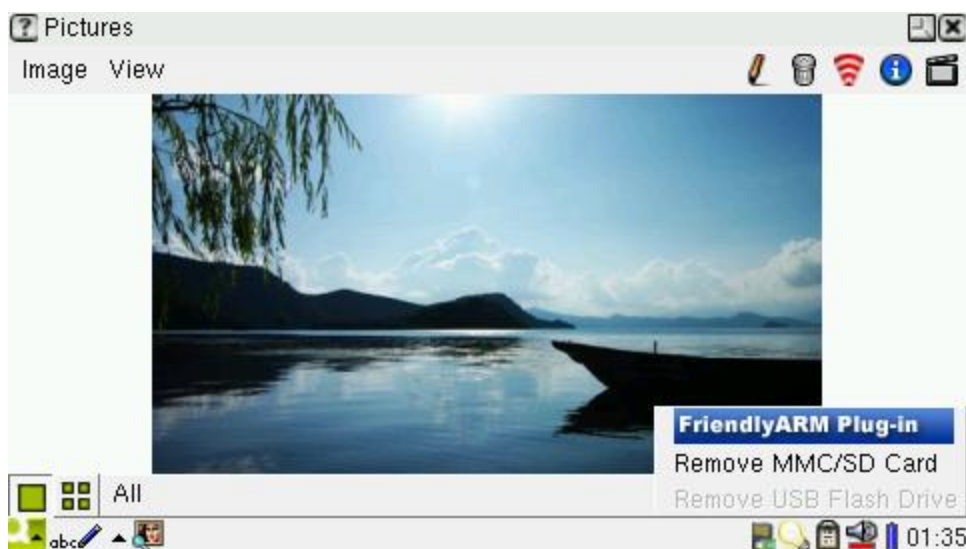 Pictures
Image View
FriendlyARM Plug-in
Remove MMC/SD Card
Remove USB Flash Drive
All
abc
01:35